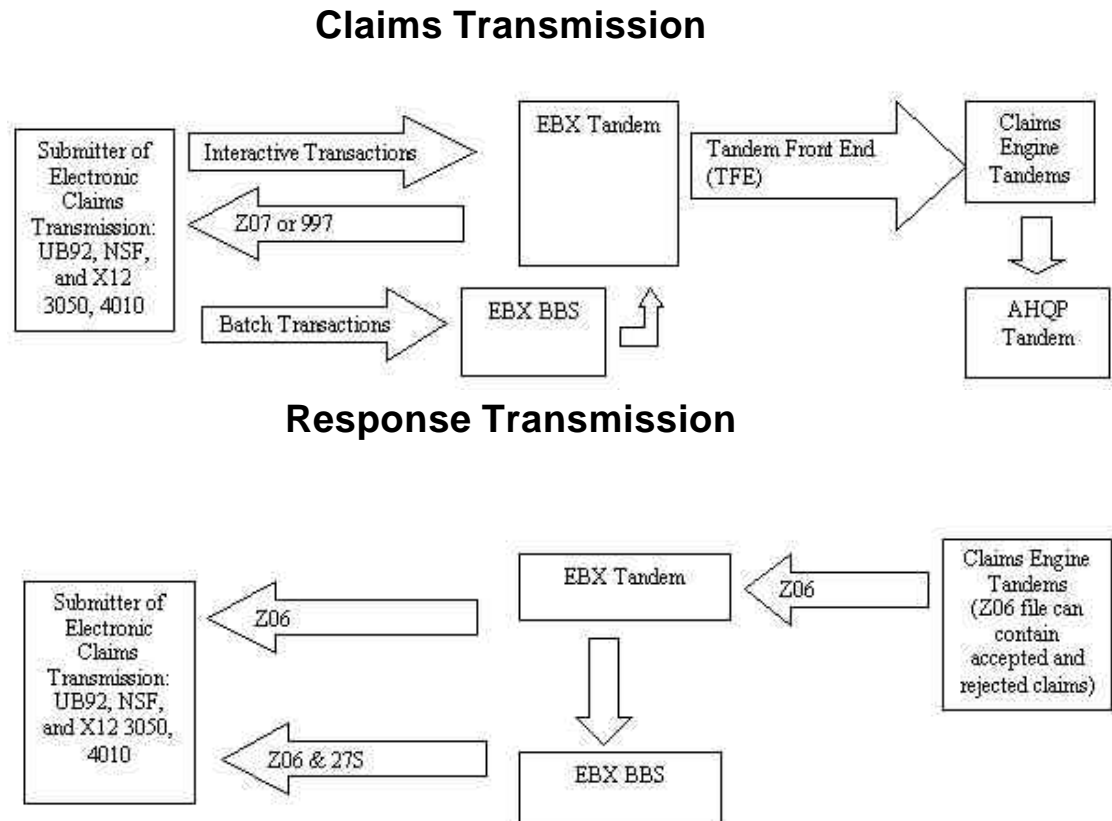 Claims Transmission
Submitter of
Electronic
Claims
Transmission:
UB92, NSF,
and X12
3050, 4010
Interactive Transactions
Z07 or 997
Batch Transactions
EBX Tandem
EBX BBS
Tandem Front End
(TFE)
Claims
Engine
Tandems
AHQP
Tandem
Response Transmission
Submitter of
Electronic
Claims
Transmission:
UB92, NSF,
and X12 3050,
4010
Z06
Z06 & 27S
EBX Tandem
EBX BBS
Z06
Claims Engine
Tandems
(Z06 file can
contain
accepted and
rejected claims)